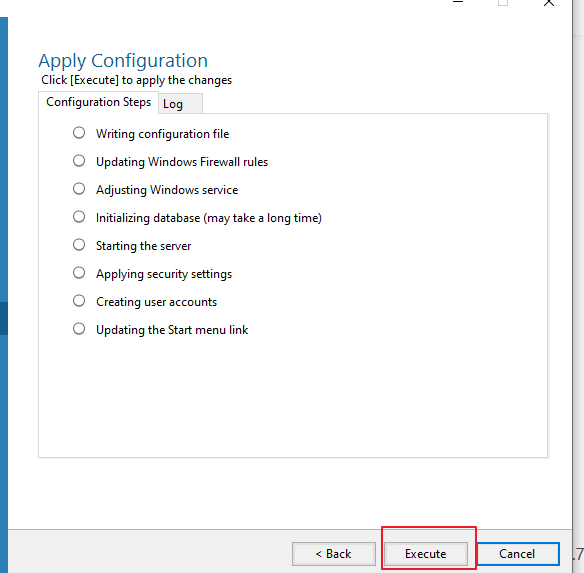 Apply Configuration
Click [Execute] to apply the changes
Configuration Steps Log
Writing configuration file
Updating Windows Firewall rules
Adjusting Windows service
Initializing database (may take a long time)
Starting the server
Applying security settings
Creating user accounts
Updating the Start menu link
< Back Execute Cancel
.7